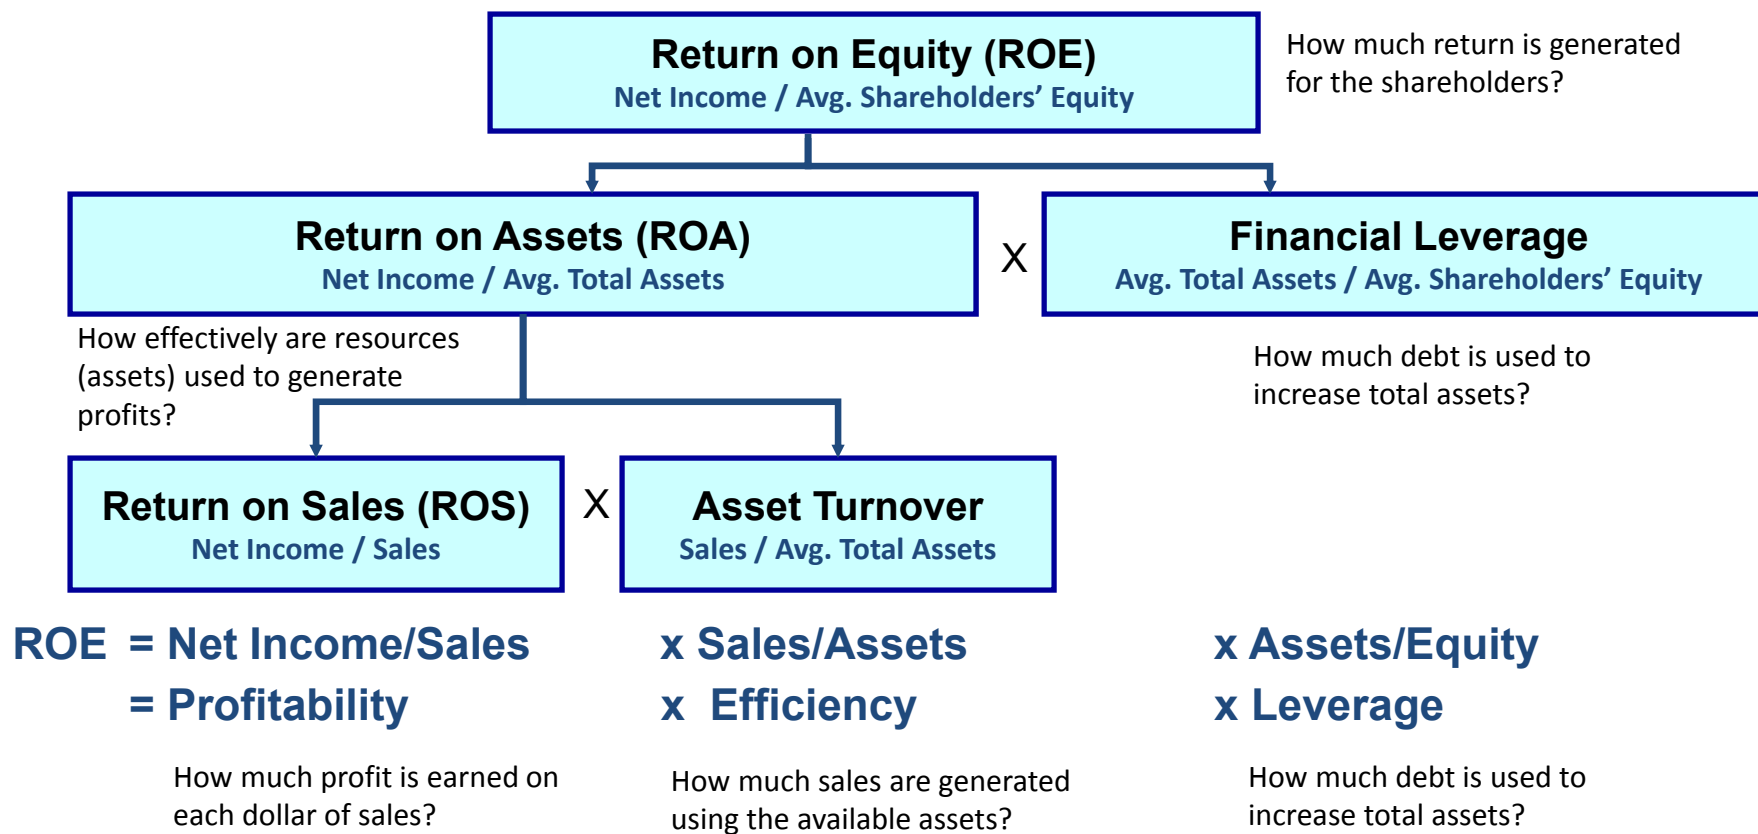 Return on Equity (ROE)
Net Income / Avg. Shareholders’ Equity
How much return is generated
for the shareholders?
Return on Assets (ROA)
Net Income / Avg. Total Assets
X
Financial Leverage
Avg. Total Assets / Avg. Shareholders’ Equity
How effectively are resources
(assets) used to generate
profits?
How much debt is used to
increase total assets?
Return on Sales (ROS)
Net Income / Sales
X
Asset Turnover
Sales / Avg. Total Assets
ROE = Net Income/Sales x Sales/Assets x Assets/Equity
= Profitability x Efficiency x Leverage
How much profit is earned on
each dollar of sales?
How much sales are generated
using the available assets?
How much debt is used to
increase total assets?